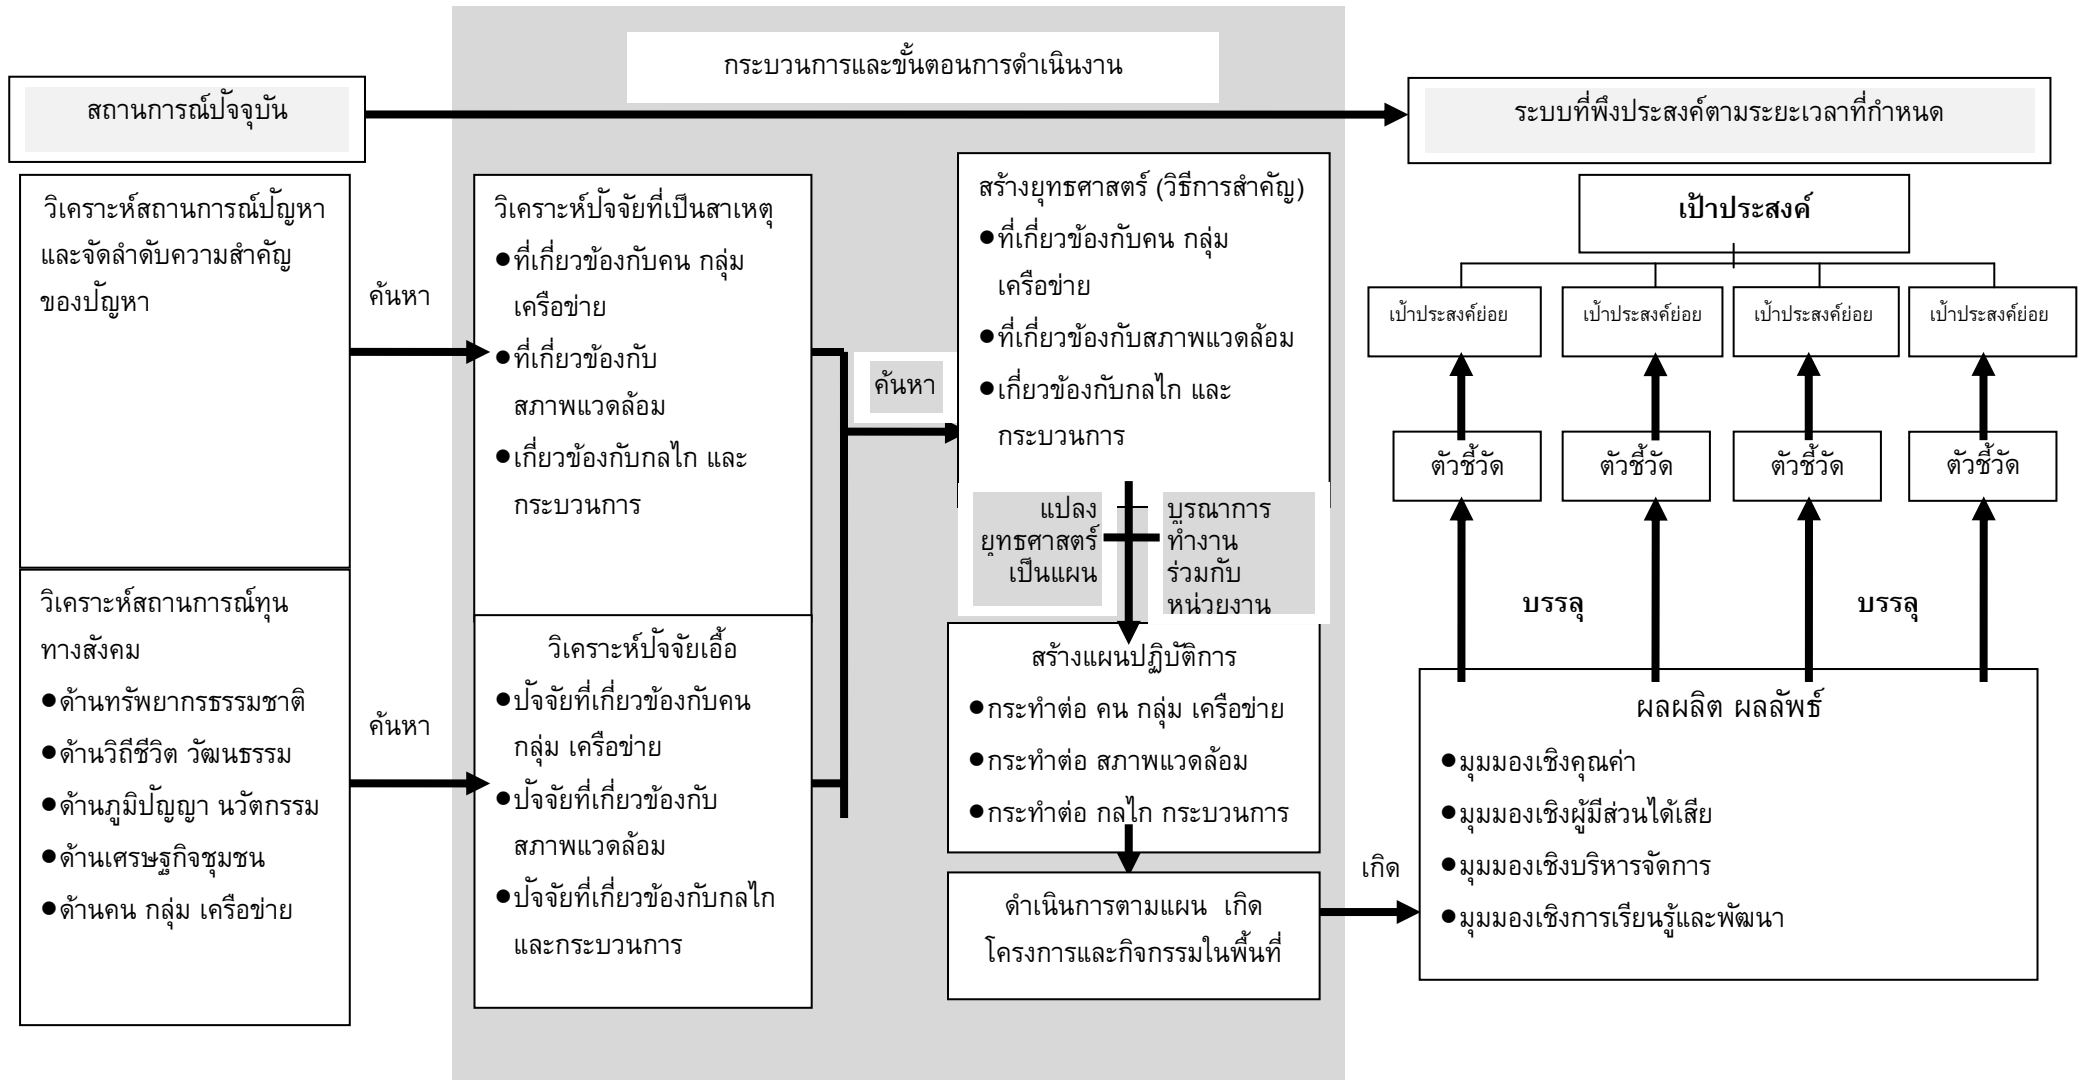 กระบวนการและขั้นตอนการดำเนินงาน
สถานการณ์ปัจจุบัน
ระบบที่พึงประสงค์ตามระยะเวลาที่กำหนด
วิเคราะห์สถานการณ์ปัญหา
และจัดลำดับความสำคัญ
ของปัญหา
ค้นหา
วิเคราะห์สถานการณ์ทุน
ทางสังคม
●ด้านทรัพยากรธรรมชาติ
●ด้านวิถีชีวิต วัฒนธรรม
●ด้านภูมิปัญญา นวัตกรรม
●ด้านเศรษฐกิจชุมชน
●ด้านคน กลุ่ม เครือข่าย
ค้นหา
วิเคราะห์ปัจจัยที่เป็นสาเหตุ
●ที่เกี่ยวข้องกับคน กลุ่ม
เครือข่าย
●ที่เกี่ยวข้องกับ
สภาพแวดล้อม
●เกี่ยวข้องกับกลไก และ
กระบวนการ
วิเคราะห์ปัจจัยเอื้อ
●ปัจจัยที่เกี่ยวข้องกับคน
กลุ่ม เครือข่าย
●ปัจจัยที่เกี่ยวข้องกับ
สภาพแวดล้อม
●ปัจจัยที่เกี่ยวข้องกับกลไก
และกระบวนการ
ค้นหา
สร้างยุทธศาสตร์ (วิธีการสำคัญ)
●ที่เกี่ยวข้องกับคน กลุ่ม
เครือข่าย
●ที่เกี่ยวข้องกับสภาพแวดล้อม
●เกี่ยวข้องกับกลไก และ
กระบวนการ
แปลง
ยุทธศาสตร์
เป็นแผน
บูรณาการ
ทำงาน
ร่วมกับ
หน่วยงาน
สร้างแผนปฏิบัติการ
●กระทำต่อ คน กลุ่ม เครือข่าย
●กระทำต่อ สภาพแวดล้อม
●กระทำต่อ กลไก กระบวนการ
ดำเนินการตามแผน เกิด
โครงการและกิจกรรมในพื้นที่
เกิด
เป้าประสงค์
เป้าประสงค์ย่อย
เป้าประสงค์ย่อย
เป้าประสงค์ย่อย
เป้าประสงค์ย่อย
ตัวชี้วัด
ตัวชี้วัด
ตัวชี้วัด
ตัวชี้วัด
บรรลุ
บรรลุ
ผลผลิต ผลลัพธ์
●มุมมองเชิงคุณค่า
●มุมมองเชิงผู้มีส่วนได้เสีย
●มุมมองเชิงบริหารจัดการ
●มุมมองเชิงการเรียนรู้และพัฒนา